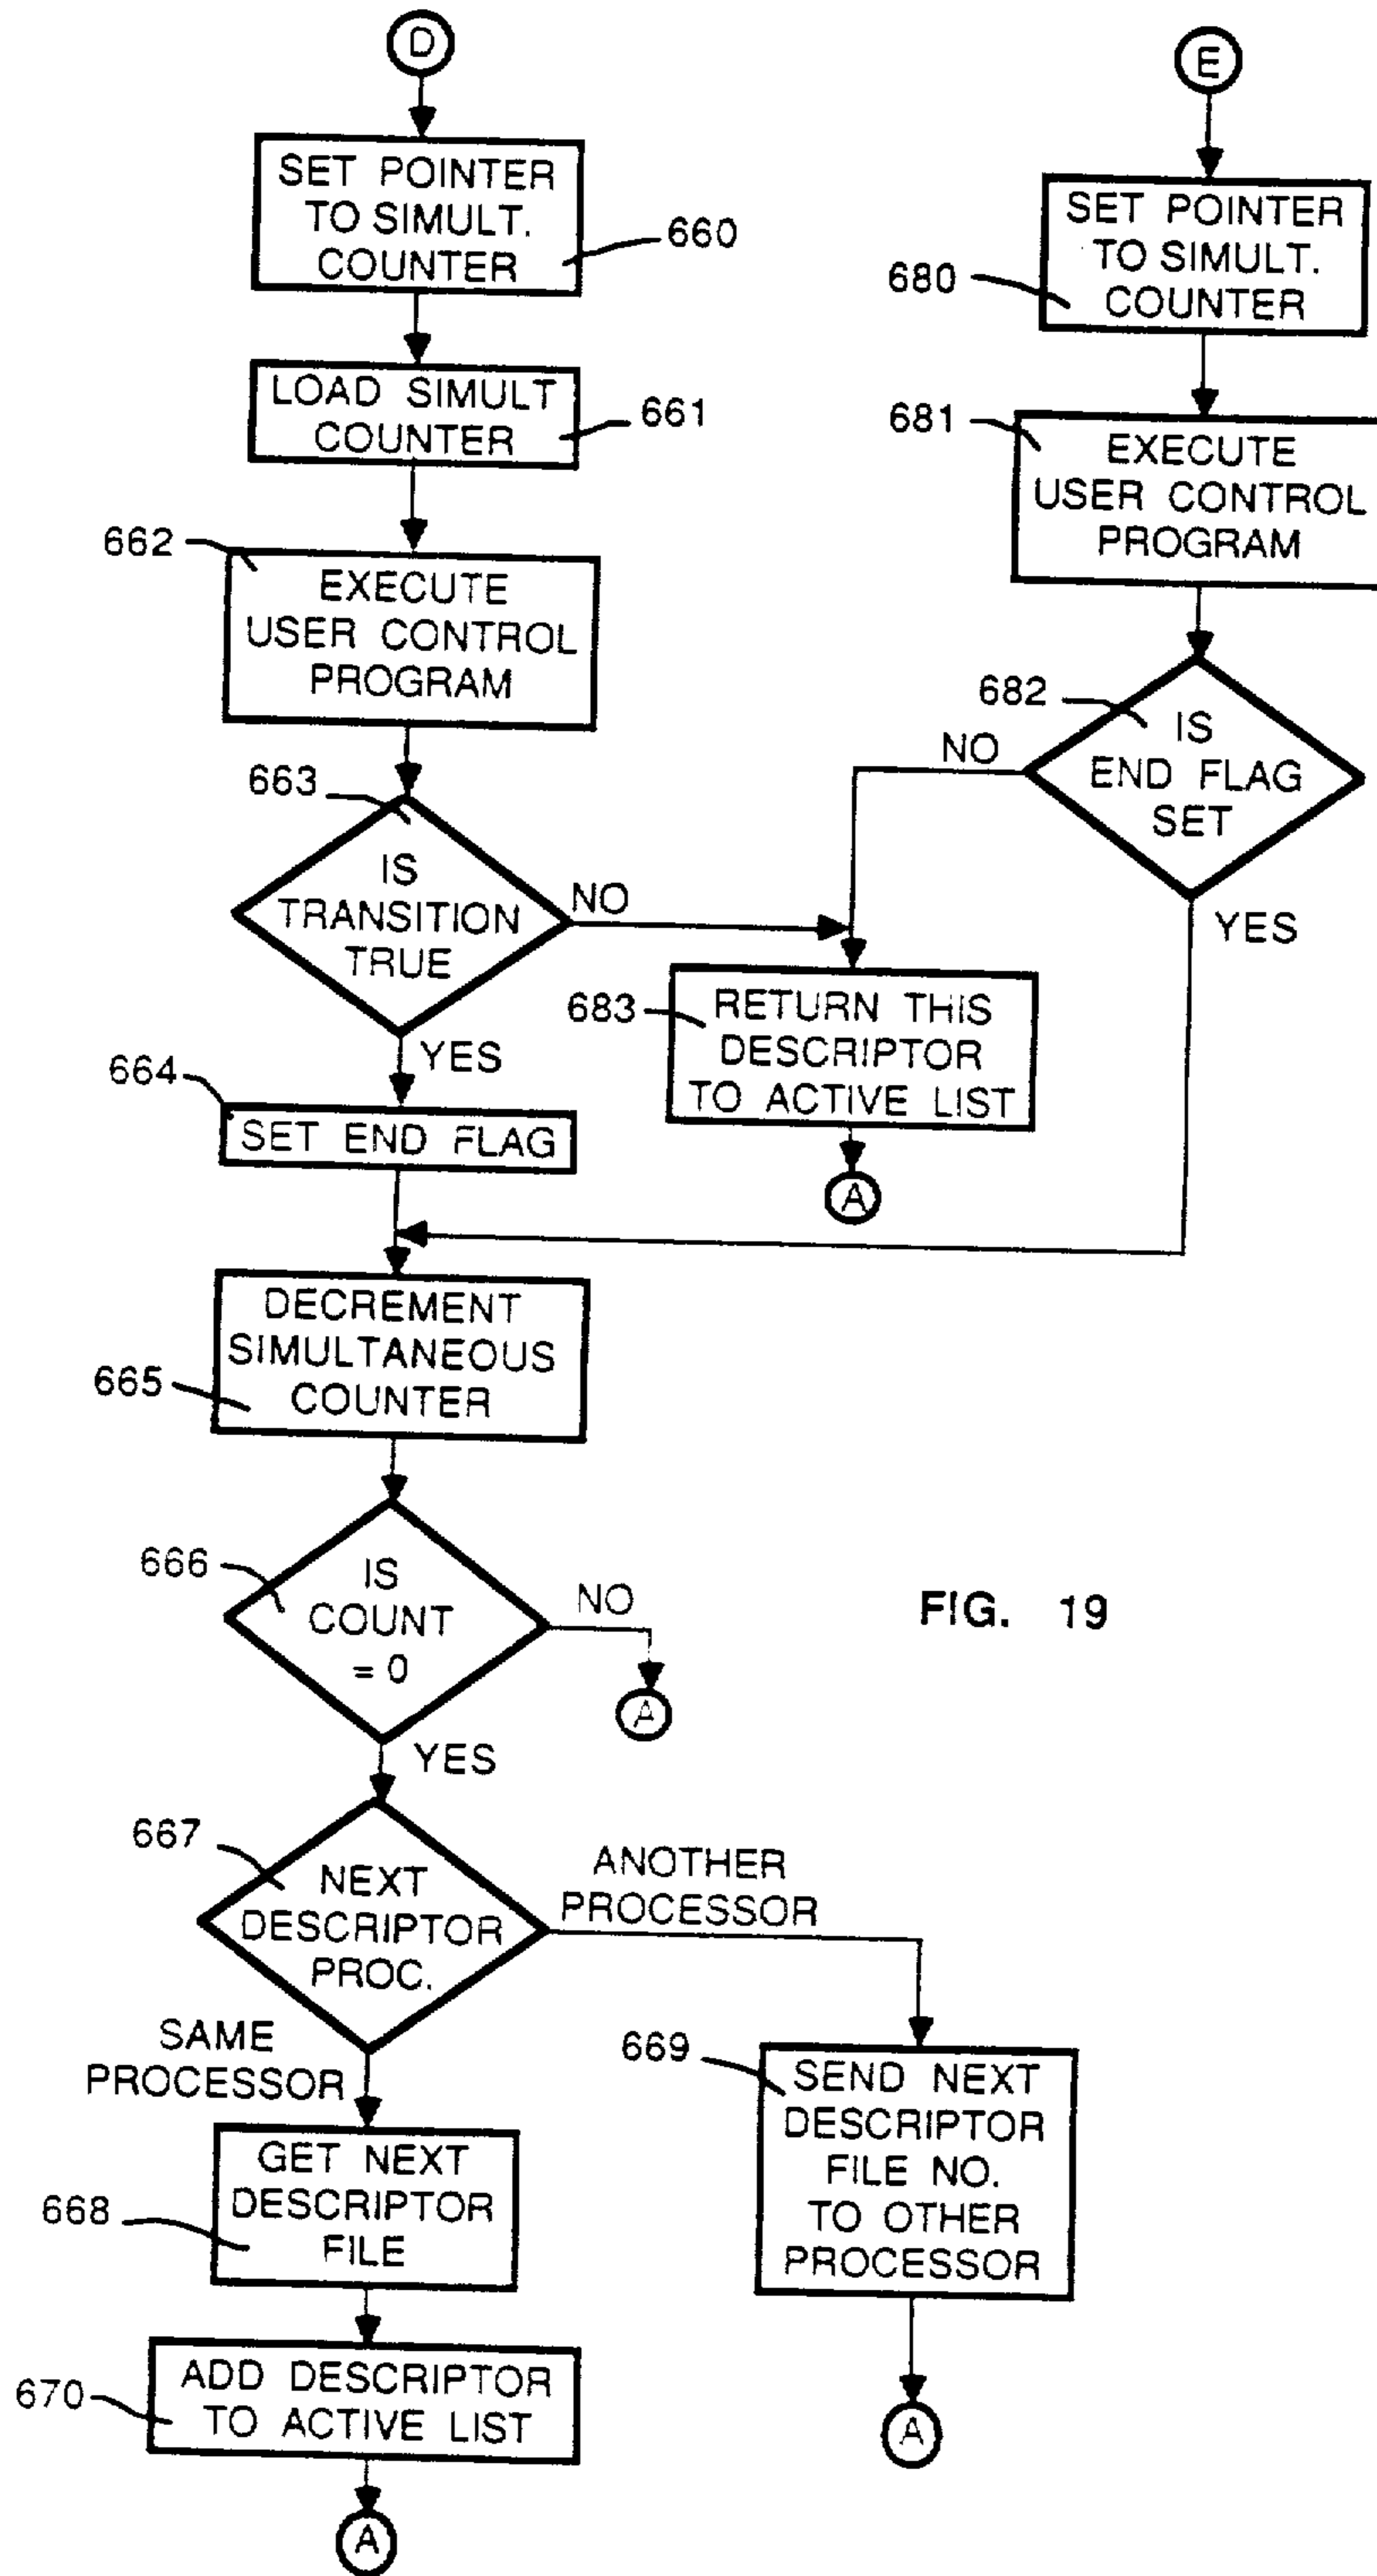 D
SET POINTER
TO SIMULT.
COUNTER
660
LOAD SIMULT
COUNTER
661
662
EXECUTE
USER CONTROL
PROGRAM
663
IS
TRANSITION
TRUE
NO
YES
664
SET END FLAG
E
SET POINTER
TO SIMULT.
COUNTER
680
681
EXECUTE
USER CONTROL
PROGRAM
682
IS
END FLAG
SET
NO
YES
683
RETURN THIS
DESCRIPTOR
TO ACTIVE LIST
A
DECREMENT
SIMULTANEOUS
COUNTER
665
666
IS
COUNT
= 0
NO
A
YES
FIG. 19
667
NEXT
DESCRIPTOR
PROC.
ANOTHER
PROCESSOR
SAME
PROCESSOR
669
SEND NEXT
DESCRIPTOR
FILE NO.
TO OTHER
PROCESSOR
A
GET NEXT
DESCRIPTOR
FILE
668
ADD DESCRIPTOR
TO ACTIVE LIST
670
A